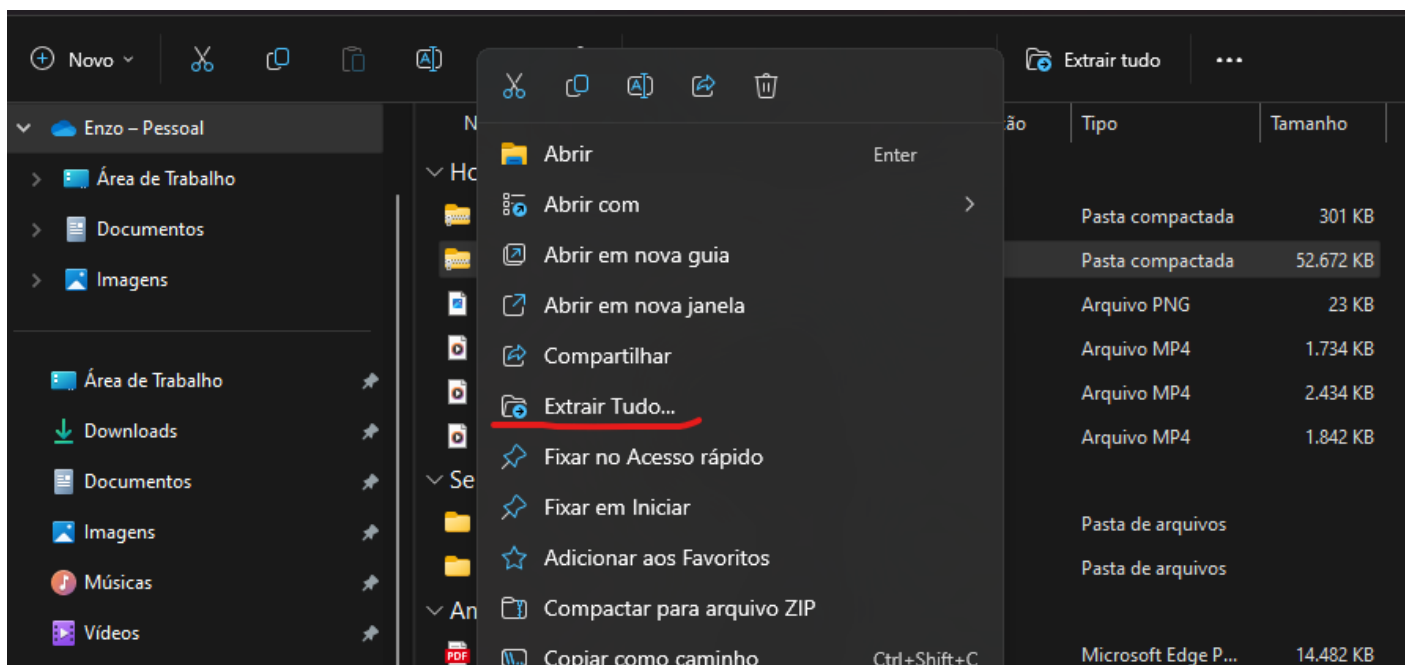 Novo
Extrair tudo
Enzo – Pessoal
Tipo
Tamanho
Abrir Enter
Área de Trabalho
Abrir com
Pasta compactada 301 KB
Documentos
Abrir em nova guia
Pasta compactada 52.672 KB
Imagens
Abrir em nova janela
Arquivo PNG 23 KB
Compartilhar
Arquivo MP4 1.734 KB
Área de Trabalho
Extrair Tudo...
Arquivo MP4 2.434 KB
Downloads
Arquivo MP4 1.842 KB
Fixar no Acesso rápido
Documentos
Fixar em Iniciar
Imagens
Pasta de arquivos
Adicionar aos Favoritos
Pasta de arquivos
Músicas
Compactar para arquivo ZIP
Vídeos
PDF
Copiar como caminho Ctrl+Shift+C
Microsoft Edge P... 14.482 KB